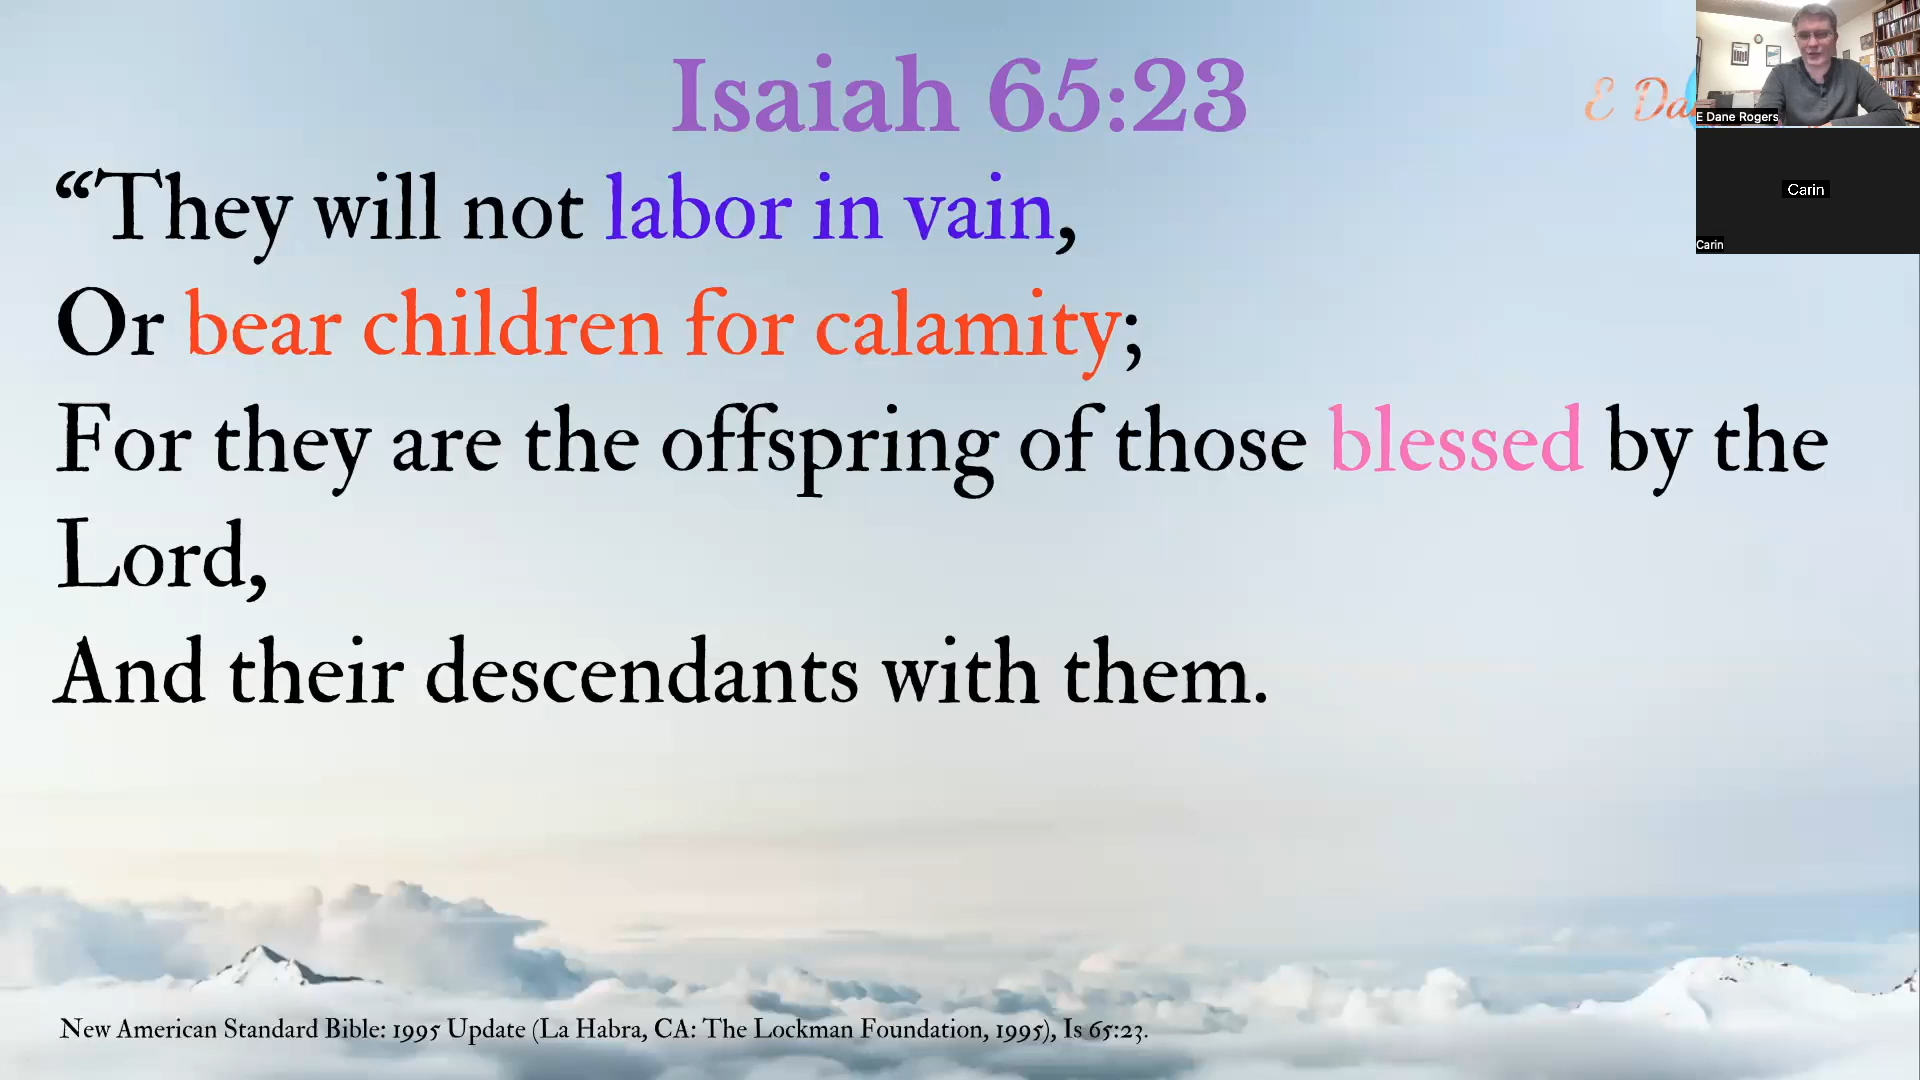 Isaiah 65:23
E Da
E Dane Rogers
Carin
Carin
“They will not labor in vain,
Or bear children for calamity;
For they are the offspring of those blessed by the
Lord,
And their descendants with them.
New American Standard Bible: 1995 Update (La Habra, CA: The Lockman Foundation, 1995), Is 65:23.